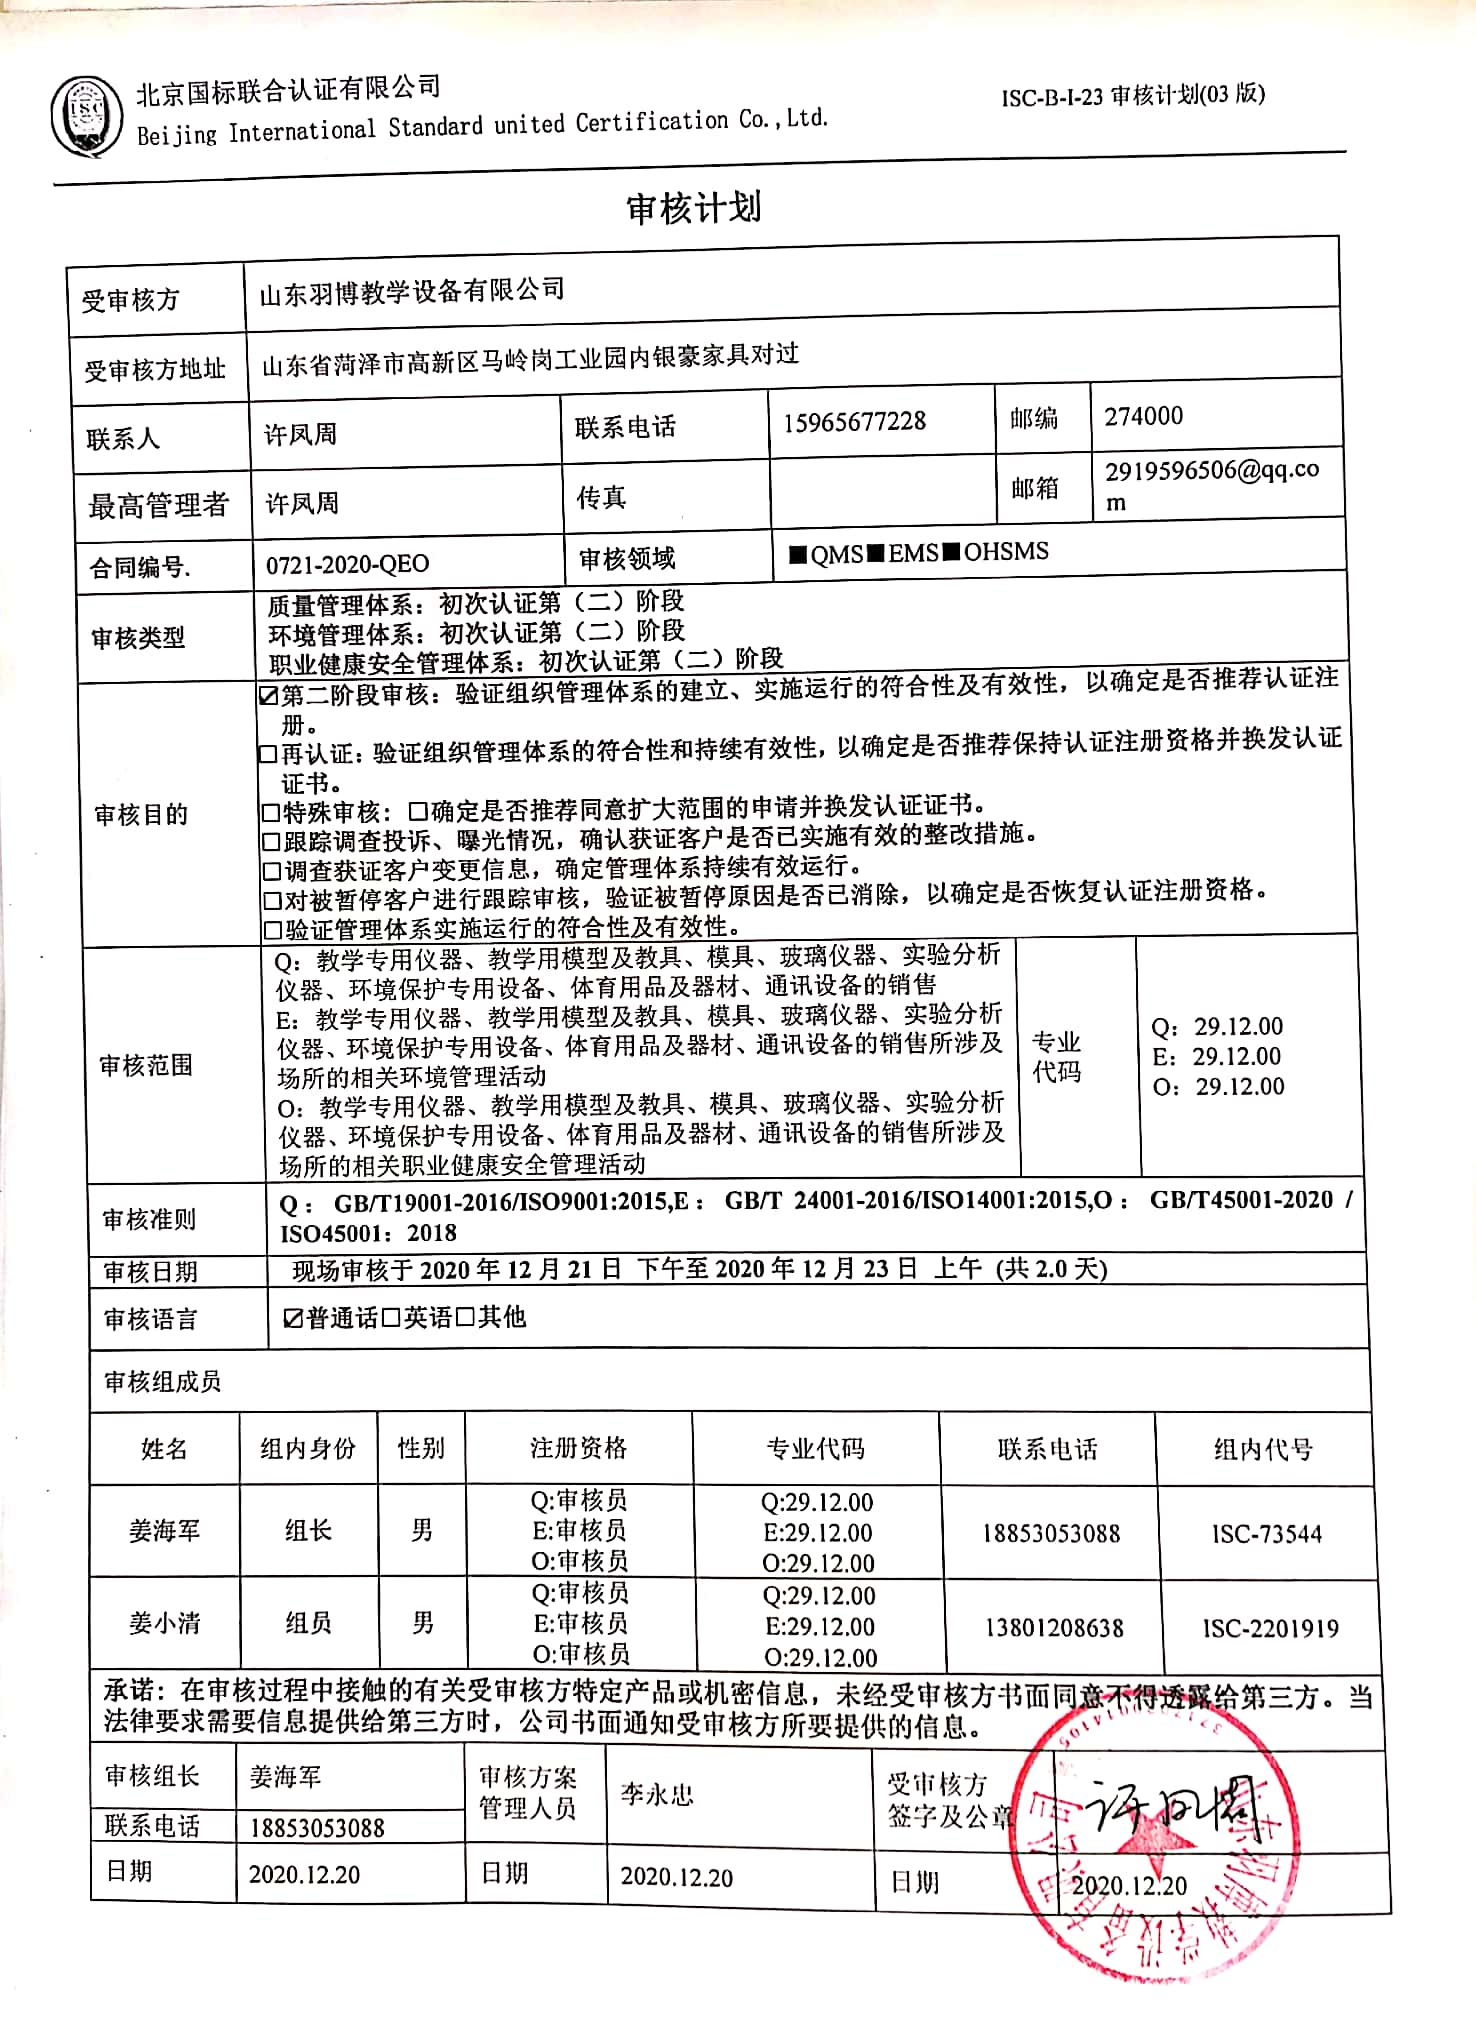 ISC
北京国标联合认证有限公司
Beijing International Standard united Certification Co.,Ltd.
ISC-B-I-23 审核计划(03 版)
审核计划
受审核方
山东羽博教学设备有限公司
受审核方地址
山东省菏泽市高新区马岭岗工业园内银豪家具对过
联系人
许凤周
联系电话
15965677228
邮编
274000
最高管理者
许凤周
传真
邮箱
2919596506@qq.co
m
合同编号.
0721-2020-QEO
审核领域
■QMS■EMS■OHSMS
审核类型
质量管理体系：初次认证第（二）阶段
环境管理体系：初次认证第（二）阶段
职业健康安全管理体系：初次认证第（二）阶段
审核目的
☑第二阶段审核：验证组织管理体系的建立、实施运行的符合性及有效性，以确定是否推荐认证注
册。
□再认证：验证组织管理体系的符合性和持续有效性，以确定是否推荐保持认证注册资格并换发认证
证书。
□特殊审核：□确定是否推荐同意扩大范围的申请并换发认证证书。
□跟踪调查投诉、曝光情况，确认获证客户是否已实施有效的整改措施。
□调查获证客户变更信息，确定管理体系持续有效运行。
□对被暂停客户进行跟踪审核，验证被暂停原因是否已消除，以确定是否恢复认证注册资格。
□验证管理体系实施运行的符合性及有效性。
审核范围
Q：教学专用仪器、教学用模型及教具、模具、玻璃仪器、实验分析
仪器、环境保护专用设备、体育用品及器材、通讯设备的销售
E：教学专用仪器、教学用模型及教具、模具、玻璃仪器、实验分析
仪器、环境保护专用设备、体育用品及器材、通讯设备的销售所涉及
场所的相关环境管理活动
O：教学专用仪器、教学用模型及教具、模具、玻璃仪器、实验分析
仪器、环境保护专用设备、体育用品及器材、通讯设备的销售所涉及
场所的相关职业健康安全管理活动
专业
代码
Q：29.12.00
E：29.12.00
O：29.12.00
审核准则
Q： GB/T19001-2016/ISO9001:2015,E： GB/T 24001-2016/ISO14001:2015,O： GB/T45001-2020 /
ISO45001：2018
审核日期
现场审核于 2020 年 12 月 21 日 下午至 2020 年 12 月 23 日 上午 (共 2.0 天)
审核语言
☑普通话□英语□其他
审核组成员
姓名
组内身份
性别
注册资格
专业代码
联系电话
组内代号
姜海军
组长
男
Q:审核员
E:审核员
O:审核员
Q:29.12.00
E:29.12.00
O:29.12.00
18853053088
ISC-73544
姜小清
组员
男
Q:审核员
E:审核员
O:审核员
Q:29.12.00
E:29.12.00
O:29.12.00
13801208638
ISC-2201919
承诺：在审核过程中接触的有关受审核方特定产品或机密信息，未经受审核方书面同意不得透露给第三方。当
法律要求需要信息提供给第三方时，公司书面通知受审核方所要提供的信息。
审核组长
姜海军
审核方案
管理人员
李永忠
受审核方
签字及公章
许凤周
联系电话
18853053088
日期
2020.12.20
日期
2020.12.20
日期
2020.12.20
山东羽博教学设备有限公司